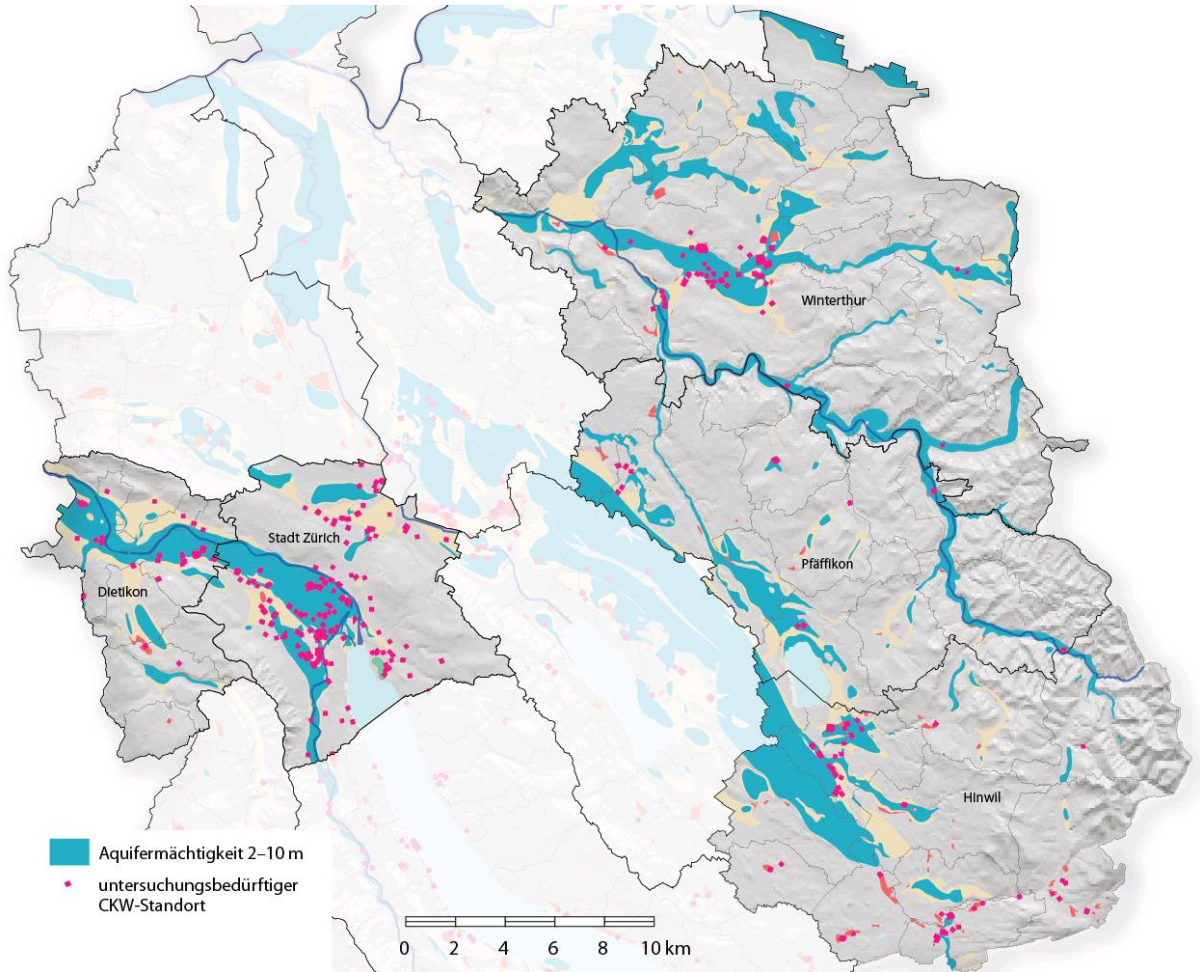 Winterthur
Stadt Zürich
Pfäffikon
Dietikon
Hinwil
Aquifermächtigkeit 2–10 m
untersuchungsbedürftiger
CKW-Standort
0 2 4 6 8 10 km